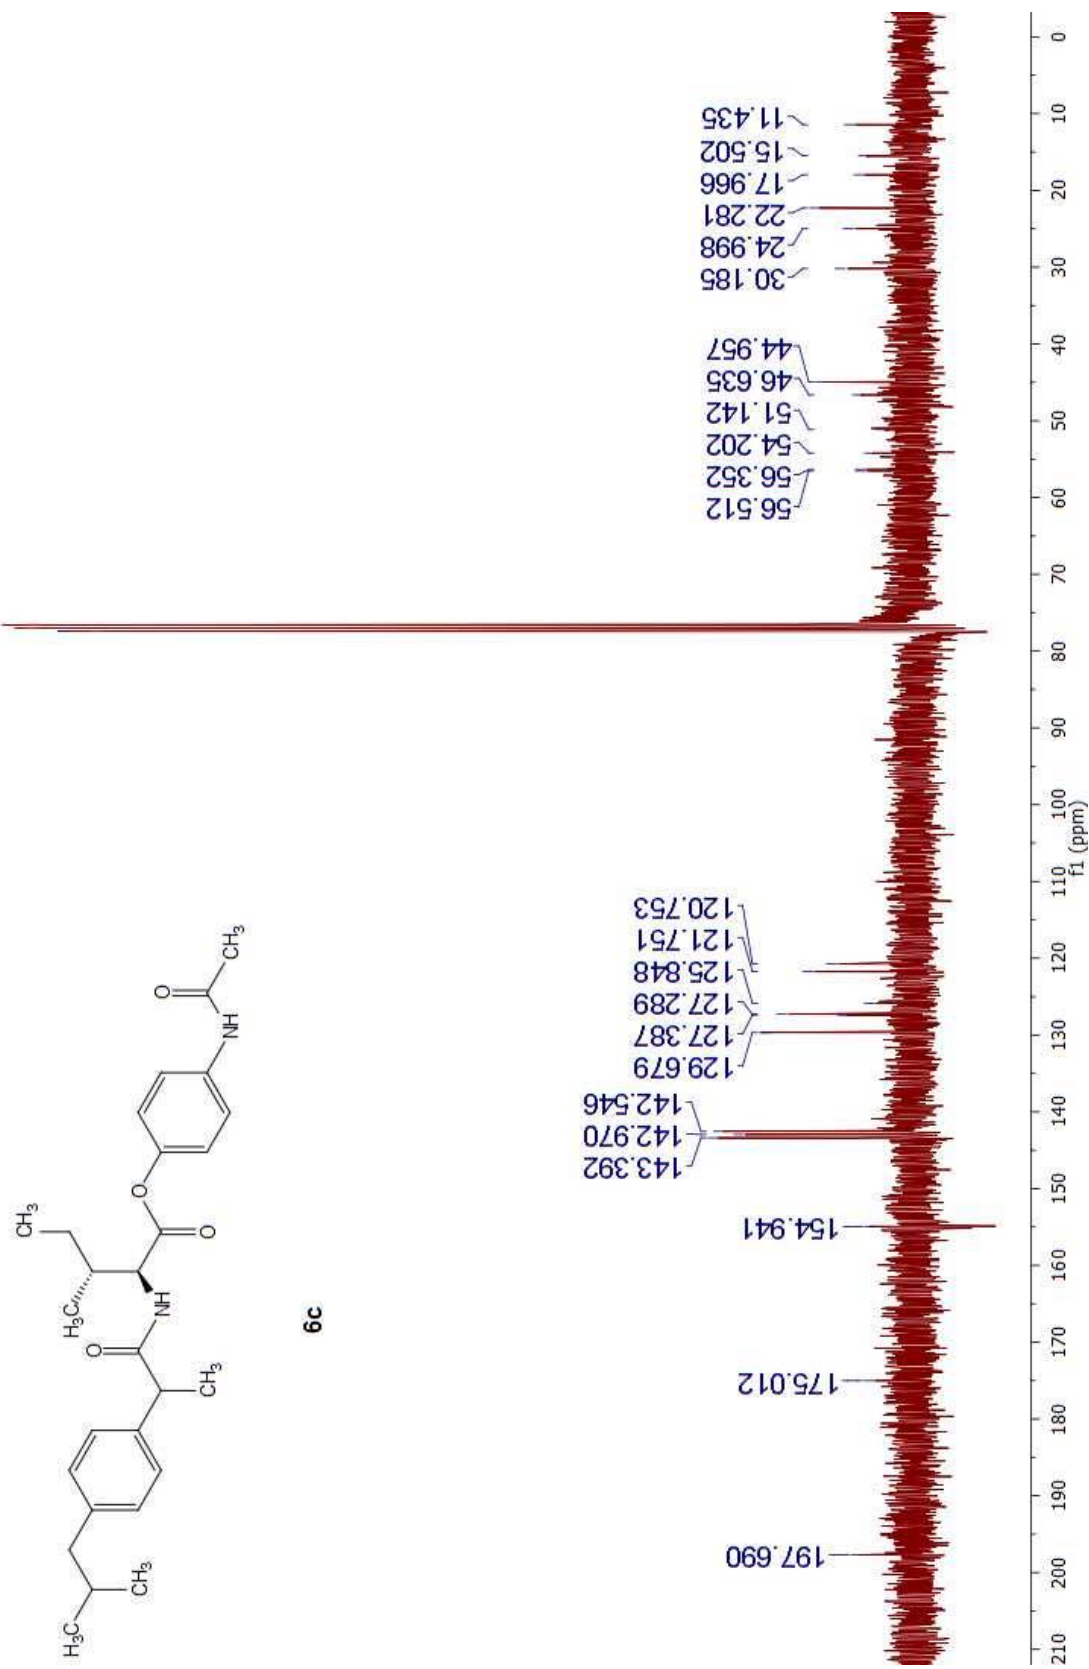 197.690
175.012
154.941
143.392
142.970
142.546
129.679
127.387
127.289
125.848
121.751
120.753
56.512
56.352
54.202
51.142
46.635
44.957
30.185
24.998
22.281
17.966
15.502
11.435
H₃C
CH₃
CH₃
O
NH
H₃C
CH₃
O
O
NH
O
CH₃
6c
210 200 190 180 170 160 150 140 130 120 110 100 90 80 70 60 50 40 30 20 10 0
f1 (ppm)